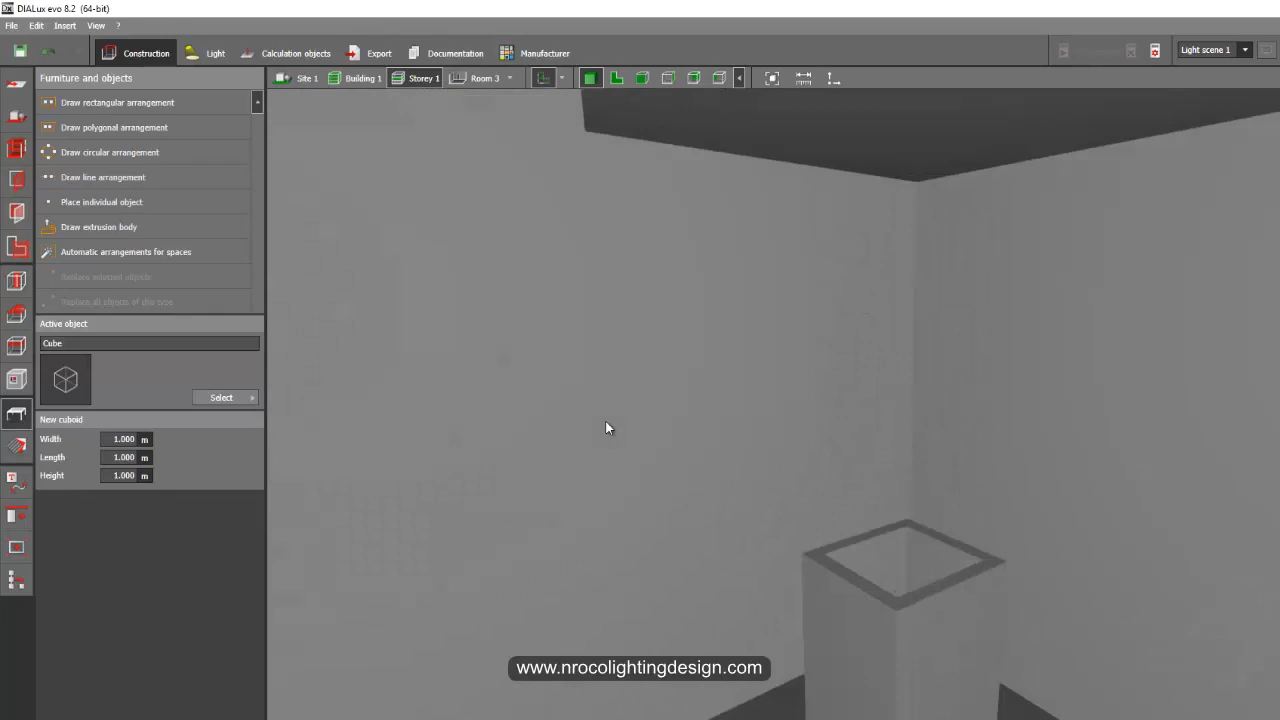 DIALux evo 8.2 (64-bit)
File Edit Insert View ?
Construction Light Calculation objects Export Documentation Manufacturer Light scene 1
Furniture and objects Site 1 Building 1 Storey 1 Room 3
Draw rectangular arrangement
Draw polygonal arrangement
Draw circular arrangement
Draw line arrangement
Place individual object
Draw extrusion body
Automatic arrangements for spaces
Replace selected objects
Replace all objects of this type
Active object
Cube
Select
New cuboid
Width 1.000 m
Length 1.000 m
Height 1.000 m
www.nrocolightingdesign.com